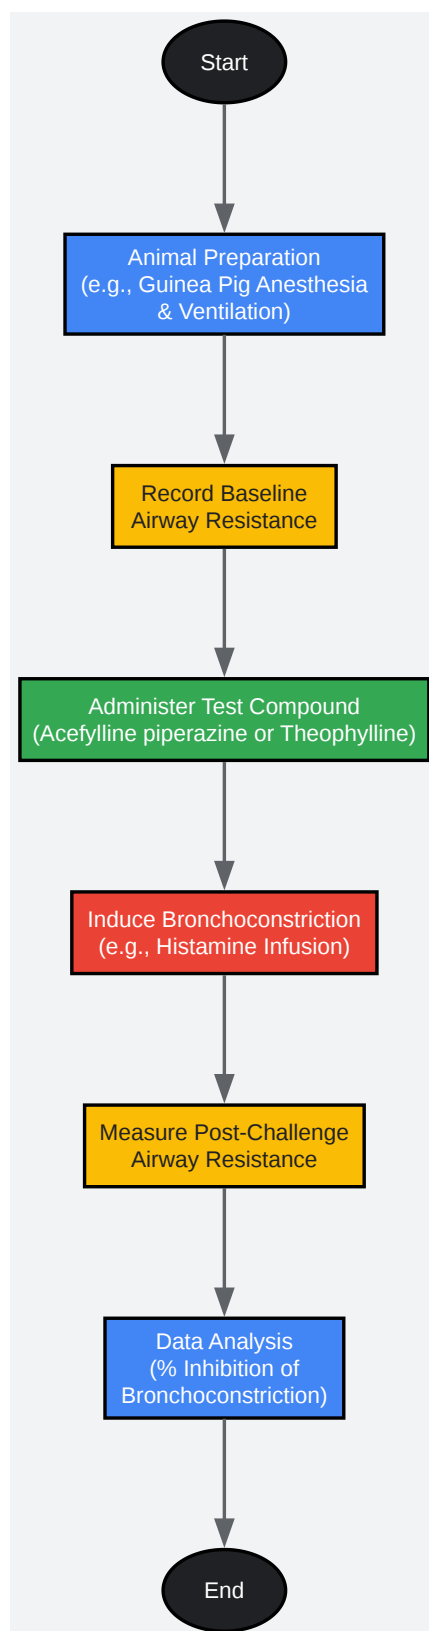 Start
Animal Preparation
(e.g., Guinea Pig Anesthesia
& Ventilation)
Record Baseline
Airway Resistance
Administer Test Compound
(Acefylline piperazine or Theophylline)
Induce Bronchoconstriction
(e.g., Histamine Infusion)
Measure Post-Challenge
Airway Resistance
Data Analysis
(% Inhibition of
Bronchoconstriction)
End